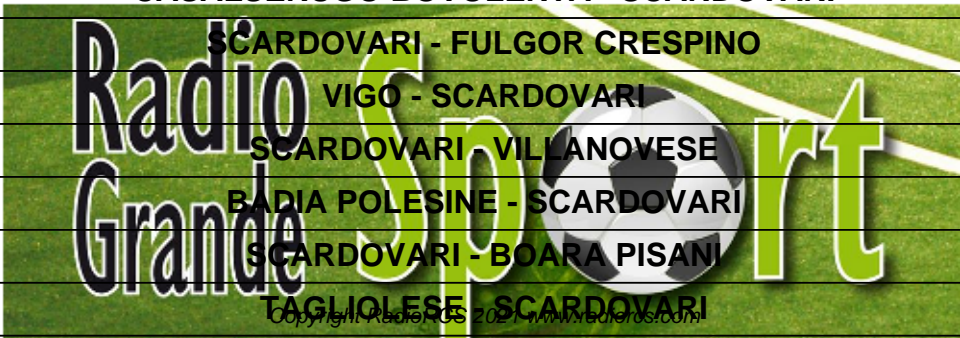 SCARDOVARI - FULGOR CRESPINO
VIGO - SCARDOVARI
SCARDOVARI - VILLANOVESE
BADIA POLESINE - SCARDOVARI
SCARDOVARI - BOARA PISANI
TAGLIOLESE - SCARDOVARI
Radio
Grande
Sport